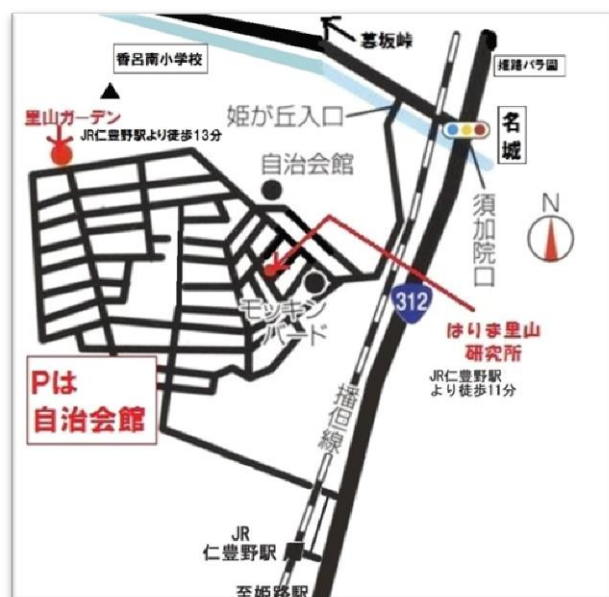 暮坂峠
香呂南小学校
姫路バラ園
里山ガーデン
JR仁豊野駅より徒歩13分
姫が丘入口
名城
自治会館
須加院口
N
312
モッキン
バード
はりま里山
研究所
JR仁豊野駅
より徒歩11分
Pは
自治会館
播但線
JR
仁豊野駅
至姫路駅